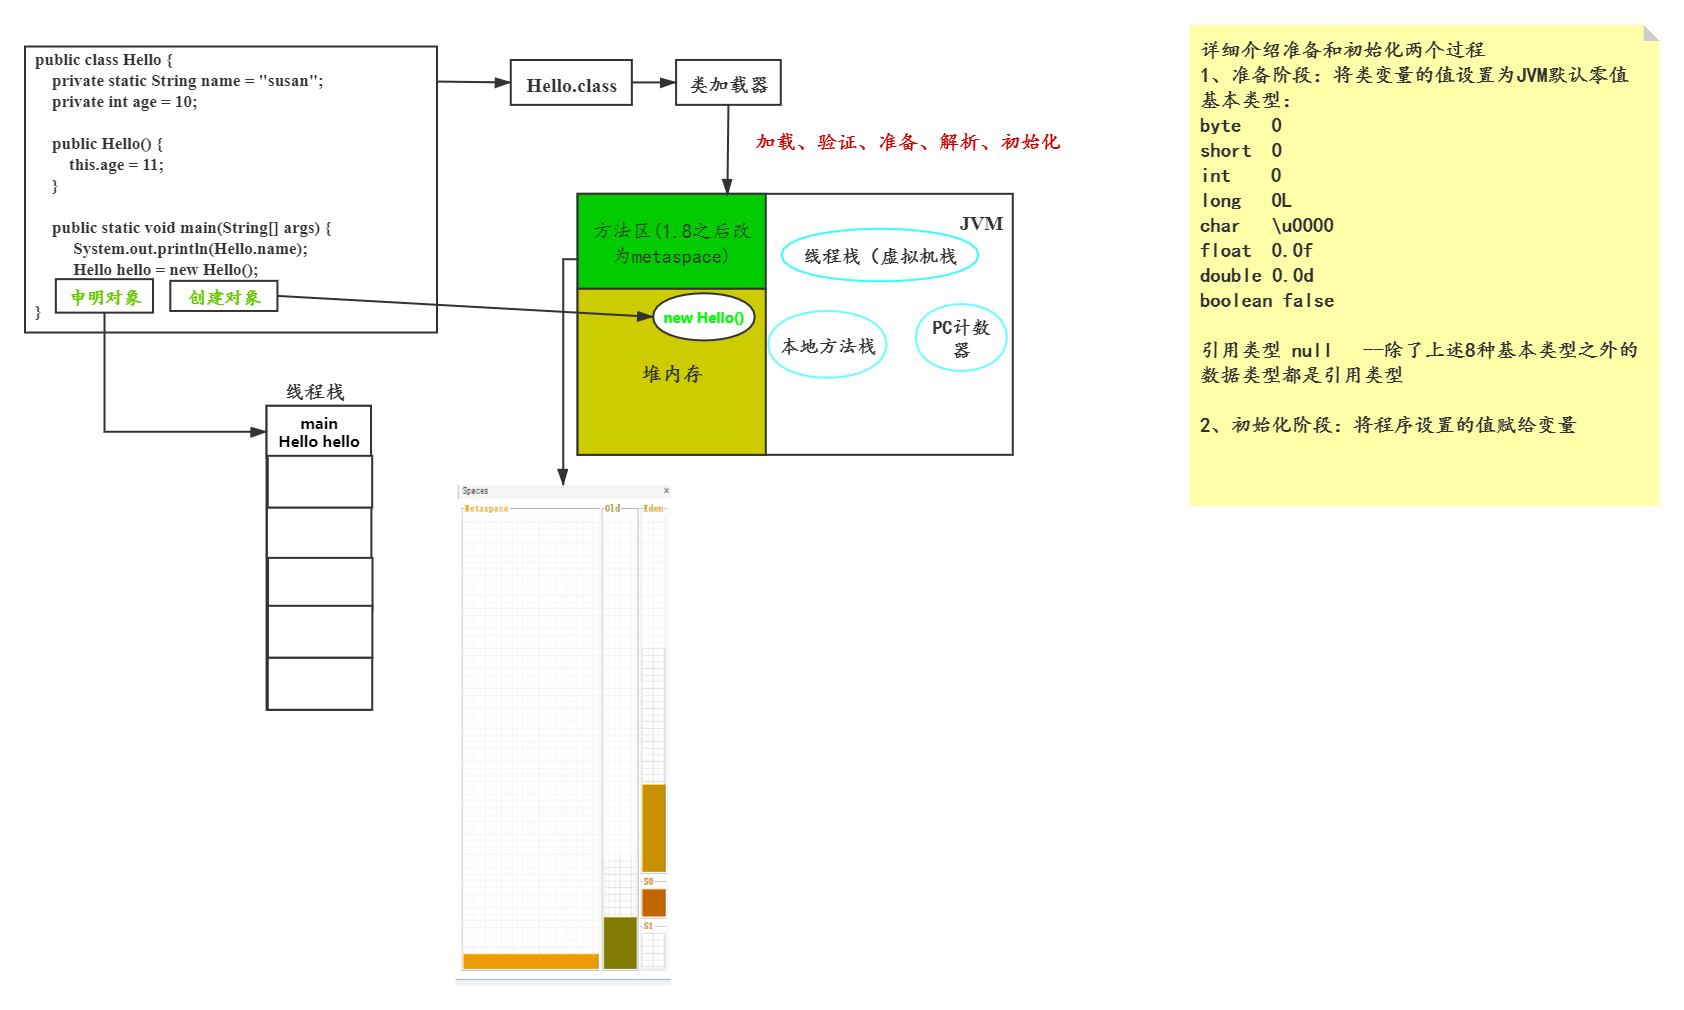 public class Hello {
private static String name = "susan";
private int age = 10;
public Hello() {
this.age = 11;
}
public static void main(String[] args) {
System.out.println(Hello.name);
Hello hello = new Hello();
申明对象
创建对象
}
Hello.class
类加载器
加载、验证、准备、解析、初始化
方法区(1.8之后改
为metaspace)
JVM
线程栈（虚拟机栈
new Hello()
堆内存
本地方法栈
PC计数
器
线程栈
main
Hello hello
Spaces
×
Metaspace
Old
Eden
S0
S1
详细介绍准备和初始化两个过程
1、准备阶段：将类变量的值设置为JVM默认零值
基本类型：
byte 0
short 0
int 0
long 0L
char \u0000
float 0.0f
double 0.0d
boolean false
引用类型 null --除了上述8种基本类型之外的
数据类型都是引用类型
2、初始化阶段：将程序设置的值赋给变量